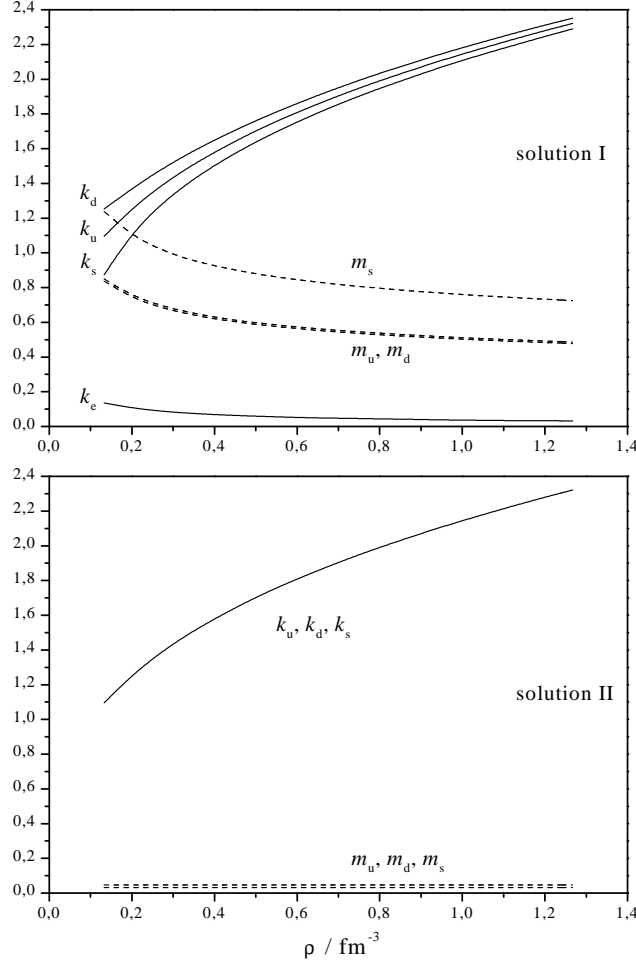 2,4
2,2
2,0
1,8
1,6
solution I
1,4
k_d
1,2
k_u
1,0
k_s
m_s
0,8
0,6
m_u, m_d
0,4
0,2
k_e
0,0
0,0 0,2 0,4 0,6 0,8 1,0 1,2 1,4
2,4
2,2
2,0
1,8
1,6
k_u, k_d, k_s
1,4
1,2
solution II
1,0
0,8
0,6
0,4
0,2
m_u, m_d, m_s
0,0
0,0 0,2 0,4 0,6 0,8 1,0 1,2 1,4
ρ / fm⁻³